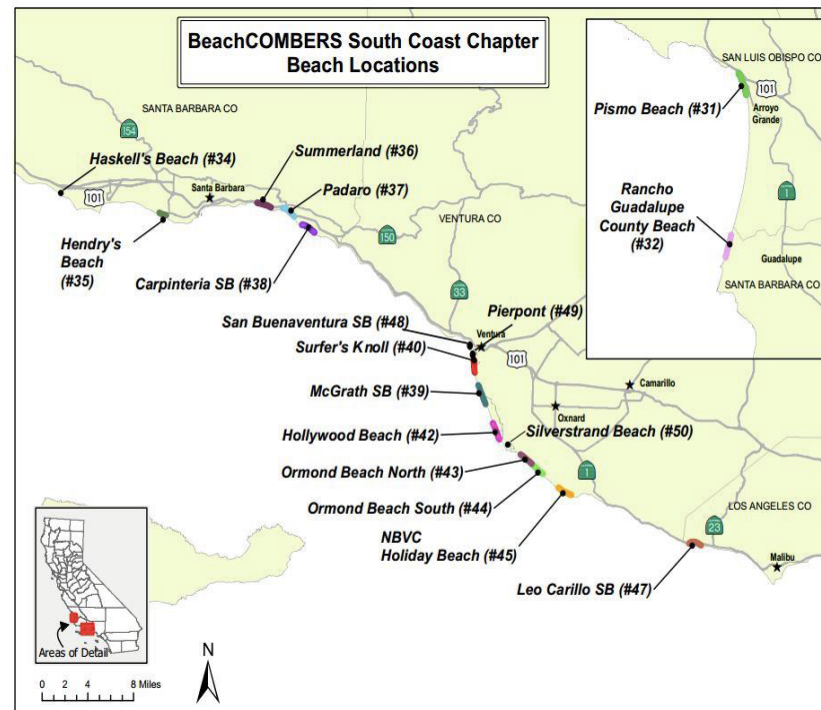 BeachCOMBERS South Coast Chapter
Beach Locations
SAN LUIS OBISPO CO
101
Pismo Beach (#31)
Arroyo
Grande
1
Rancho
Guadalupe
County Beach
(#32)
Guadalupe
SANTA BARBARA CO
SANTA BARBARA CO
154
Haskell's Beach (#34)
101
Santa Barbara
Summerland (#36)
Padaro (#37)
Hendry's
Beach
(#35)
Carpinteria SB (#38)
VENTURA CO
150
33
San Buenaventura SB (#48)
Pierpont (#49)
Ventura
Surfer's Knoll (#40)
101
McGrath SB (#39)
Camarillo
Oxnard
Hollywood Beach (#42)
Silverstrand Beach (#50)
Ormond Beach North (#43)
1
Ormond Beach South (#44)
NBVC
Holiday Beach (#45)
LOS ANGELES CO
23
Malibu
Leo Carillo SB (#47)
Areas of Detail
N
0 2 4 8 Miles